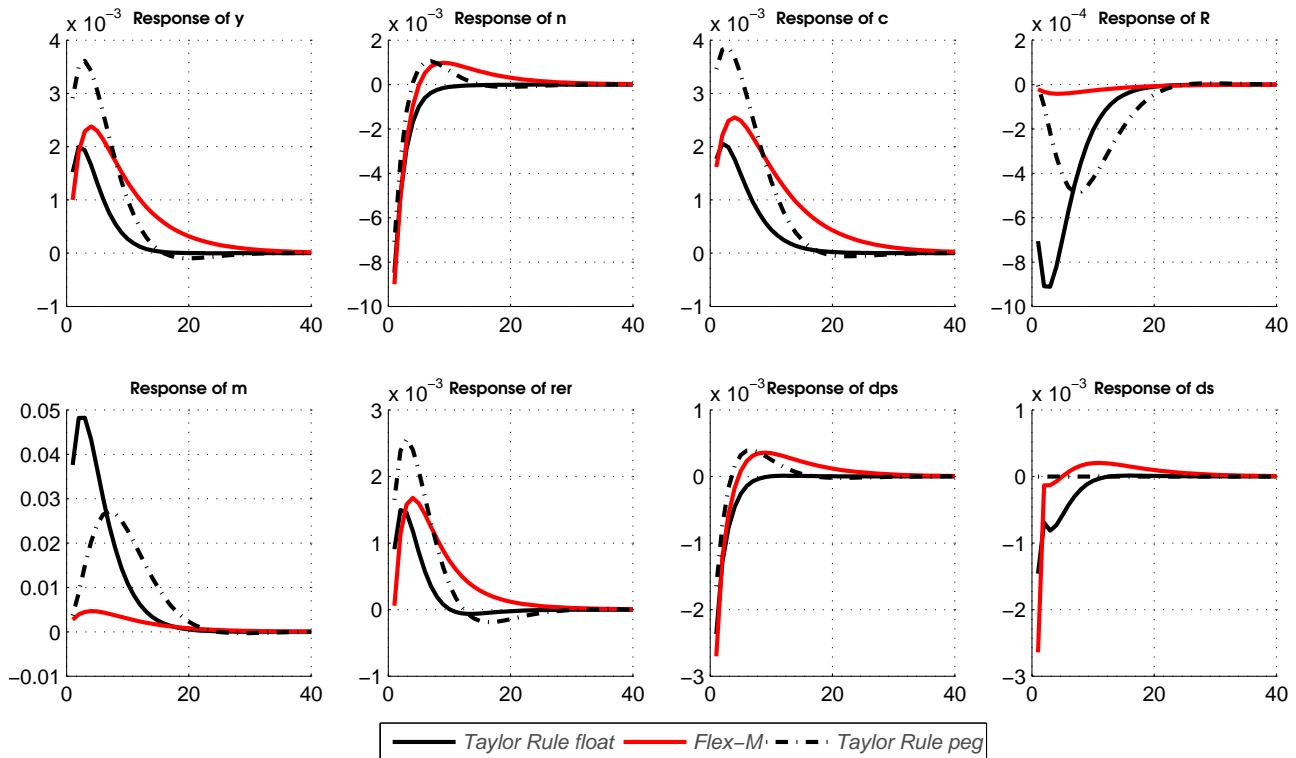 x 10−3 Response of y
4
3
2
1
0
−1
0 20 40
x 10−3 Response of n
2
0
−2
−4
−6
−8
−10
0 20 40
x 10−3 Response of c
4
3
2
1
0
−1
0 20 40
x 10−4 Response of R
2
0
−2
−4
−6
−8
−10
0 20 40
Response of m
0.05
0.04
0.03
0.02
0.01
0
−0.01
0 20 40
x 10−3 Response of rer
3
2
1
0
−1
0 20 40
x 10−3 Response of dps
1
0
−1
−2
−3
0 20 40
x 10−3 Response of ds
1
0
−1
−2
−3
0 20 40
Taylor Rule float Flex−M Taylor Rule peg